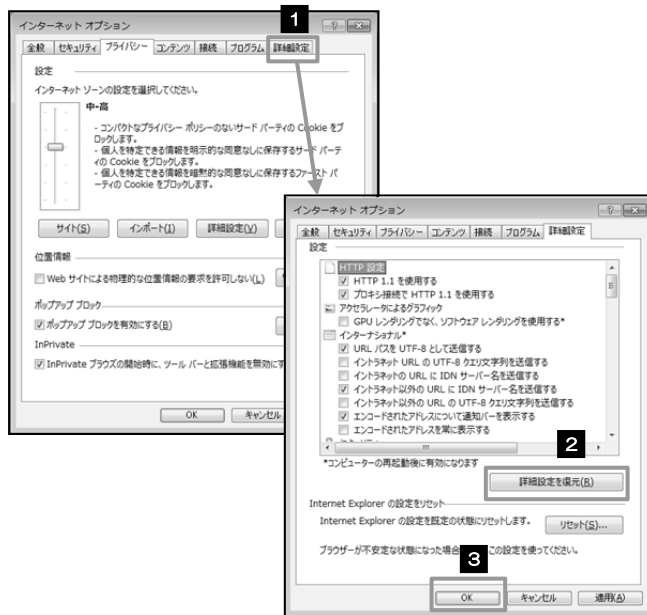 1
インターネット オプション
全般 セキュリティ プライバシー コンテンツ 接続 プログラム 詳細設定
設定
インターネット ゾーンの設定を選択してください。
中-高
- コンパクトなプライバシー ポリシーのないサード パーティの Cookie をブ
ロックします。
- 個人を特定できる情報を明示的な同意なしに保存するサード パーテ
ィの Cookie をブロックします。
- 個人を特定できる情報を暗黙的な同意なしに保存するファースト パ
ーティの Cookie をブロックします。
サイト(S) インポート(I) 詳細設定(V)
位置情報
Web サイトによる物理的な位置情報の要求を許可しない(L)
ポップアップ ブロック
ポップアップ ブロックを有効にする(B)
InPrivate
InPrivate ブラウズの開始時に、ツール バーと拡張機能を無効にす
OK キャンセル
インターネット オプション
全般 セキュリティ プライバシー コンテンツ 接続 プログラム 詳細設定
設定
HTTP 設定
HTTP 1.1 を使用する
プロキシ接続で HTTP 1.1 を使用する
アクセラレータによるグラフィック
GPU レンダリングでなく、ソフトウェア レンダリングを使用する*
インターナショナル*
URL パスを UTF-8 として送信する
イントラネット URL の UTF-8 クエリ文字列を送信する
イントラネットの URL に IDN サーバー名を送信する
イントラネット以外の URL に IDN サーバー名を送信する
イントラネット以外の URL の UTF-8 クエリ文字列を送信する
エンコードされたアドレスについて通知バーを表示する
エンコードされたアドレスを常に表示する
*コンピューターの再起動後に有効になります
2
詳細設定を復元(R)
Internet Explorer の設定をリセット
Internet Explorer の設定を既定の状態にリセットします。 リセット(S)...
ブラウザーが不安定な状態になった場合 この設定を使ってください。
3
OK キャンセル 適用(A)